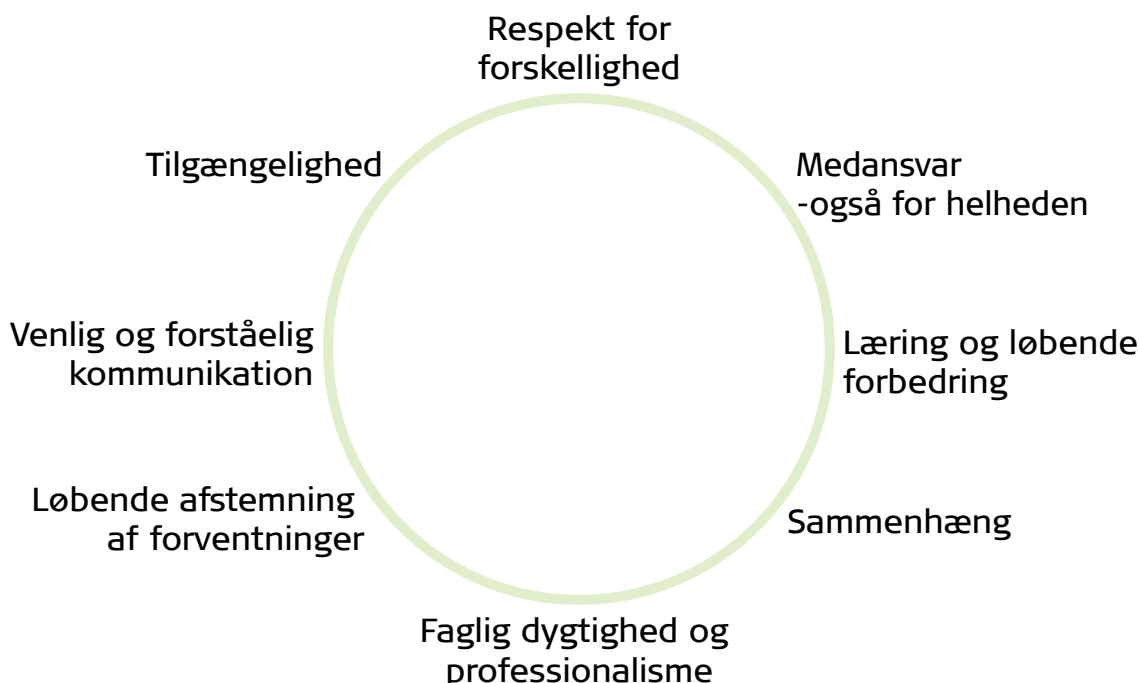 Respekt for
forskellighed
Medansvar
-også for helheden
Læring og løbende
forbedring
Sammenhæng
Faglig dygtighed og
professionalisme
Løbende afstemning
af forventninger
Venlig og forståelig
kommunikation
Tilgængelighed